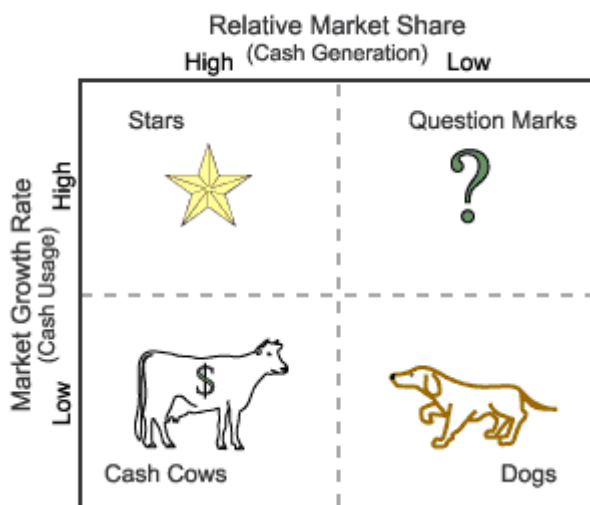 Relative Market Share
(Cash Generation)
High
Low
Stars
Question Marks
?
Market Growth Rate
(Cash Usage)
High
Low
$
Cash Cows
Dogs